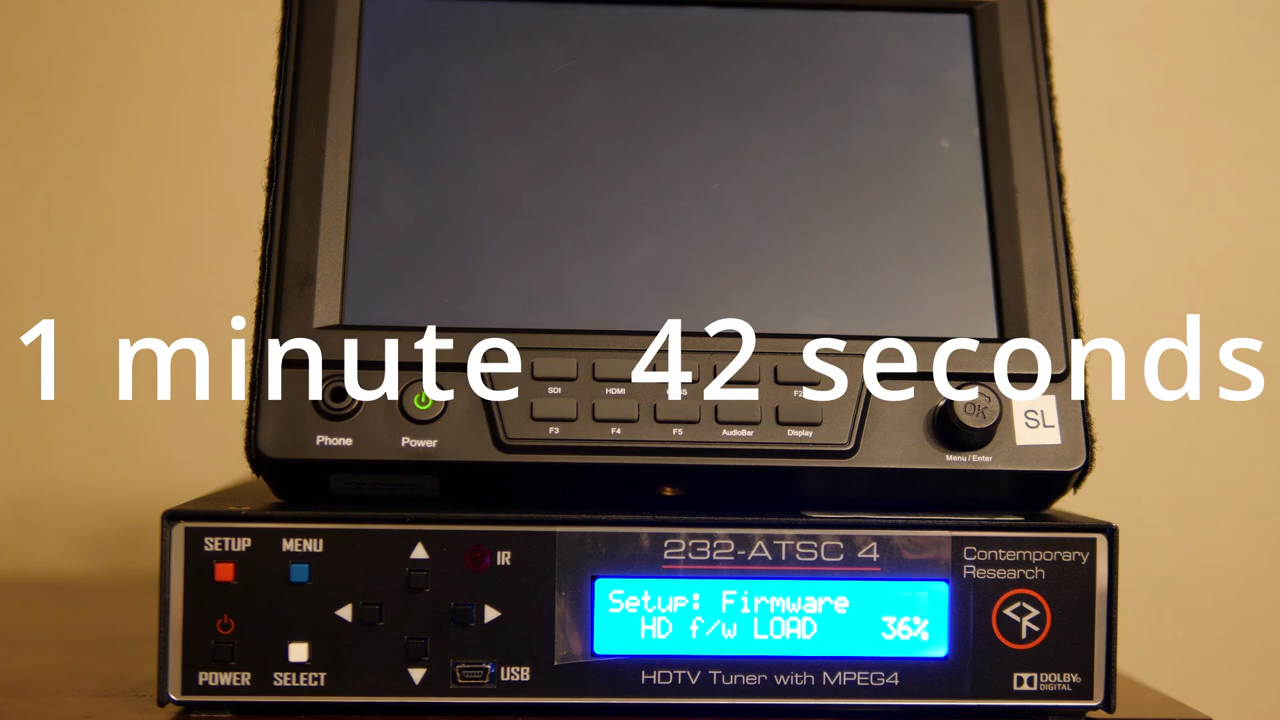 1 minute 42 seconds
SDI
HDMI
F3
F4
F5
AudioBar
Display
Phone
Power
OK
SL
Menu / Enter
SETUP
MENU
IR
POWER
SELECT
USB
232-ATSC 4
Setup: Firmware
HD f/w LOAD 36%
HDTV Tuner with MPEG4
Contemporary
Research
DOLBY
DIGITAL